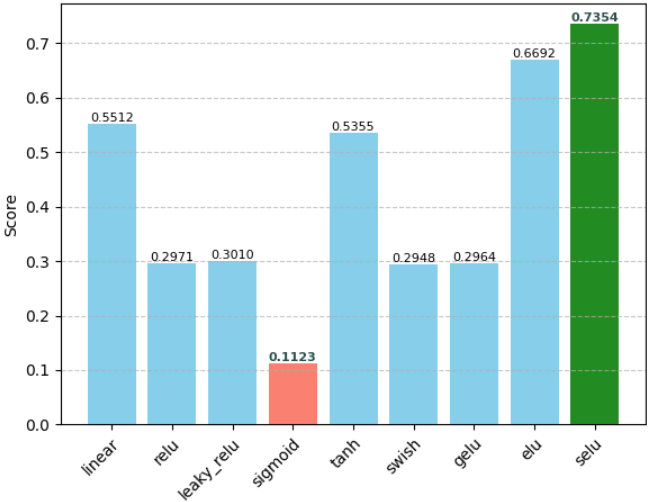 0.7354
0.7
0.6692
0.6
0.5512
0.5355
0.5
Score
0.4
0.2971
0.3010
0.2948
0.2964
0.3
0.2
0.1123
0.1
0.0
linear
relu
leaky_relu
sigmoid
tanh
swish
gelu
elu
selu